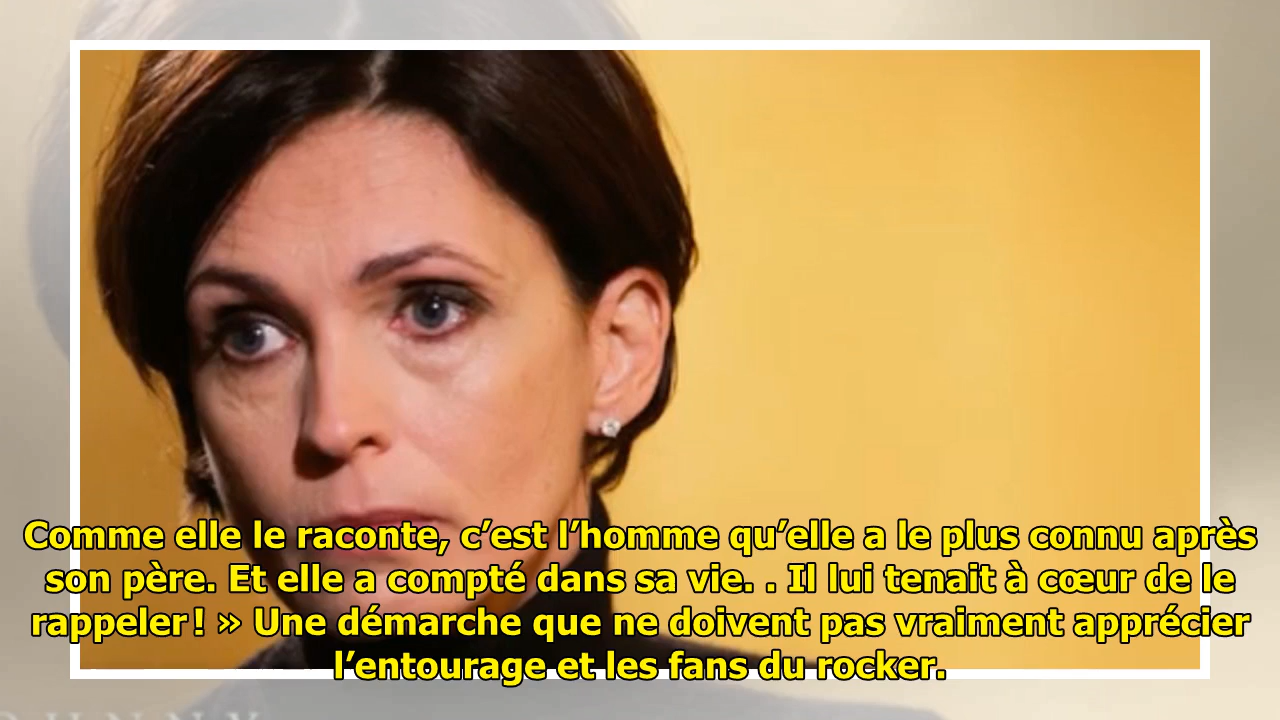 Comme elle le raconte, c’est l’homme qu’elle a le plus connu après
son père. Et elle a compté dans sa vie. . Il lui tenait à cœur de le
rappeler ! » Une démarche que ne doivent pas vraiment apprécier
l’entourage et les fans du rocker.